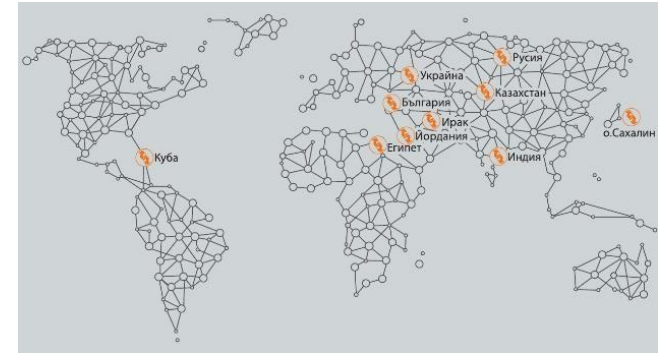 Русия
Украйна
Казахстан
България
Ирак
о.Сахалин
Йордания
Египет
Индия
Куба